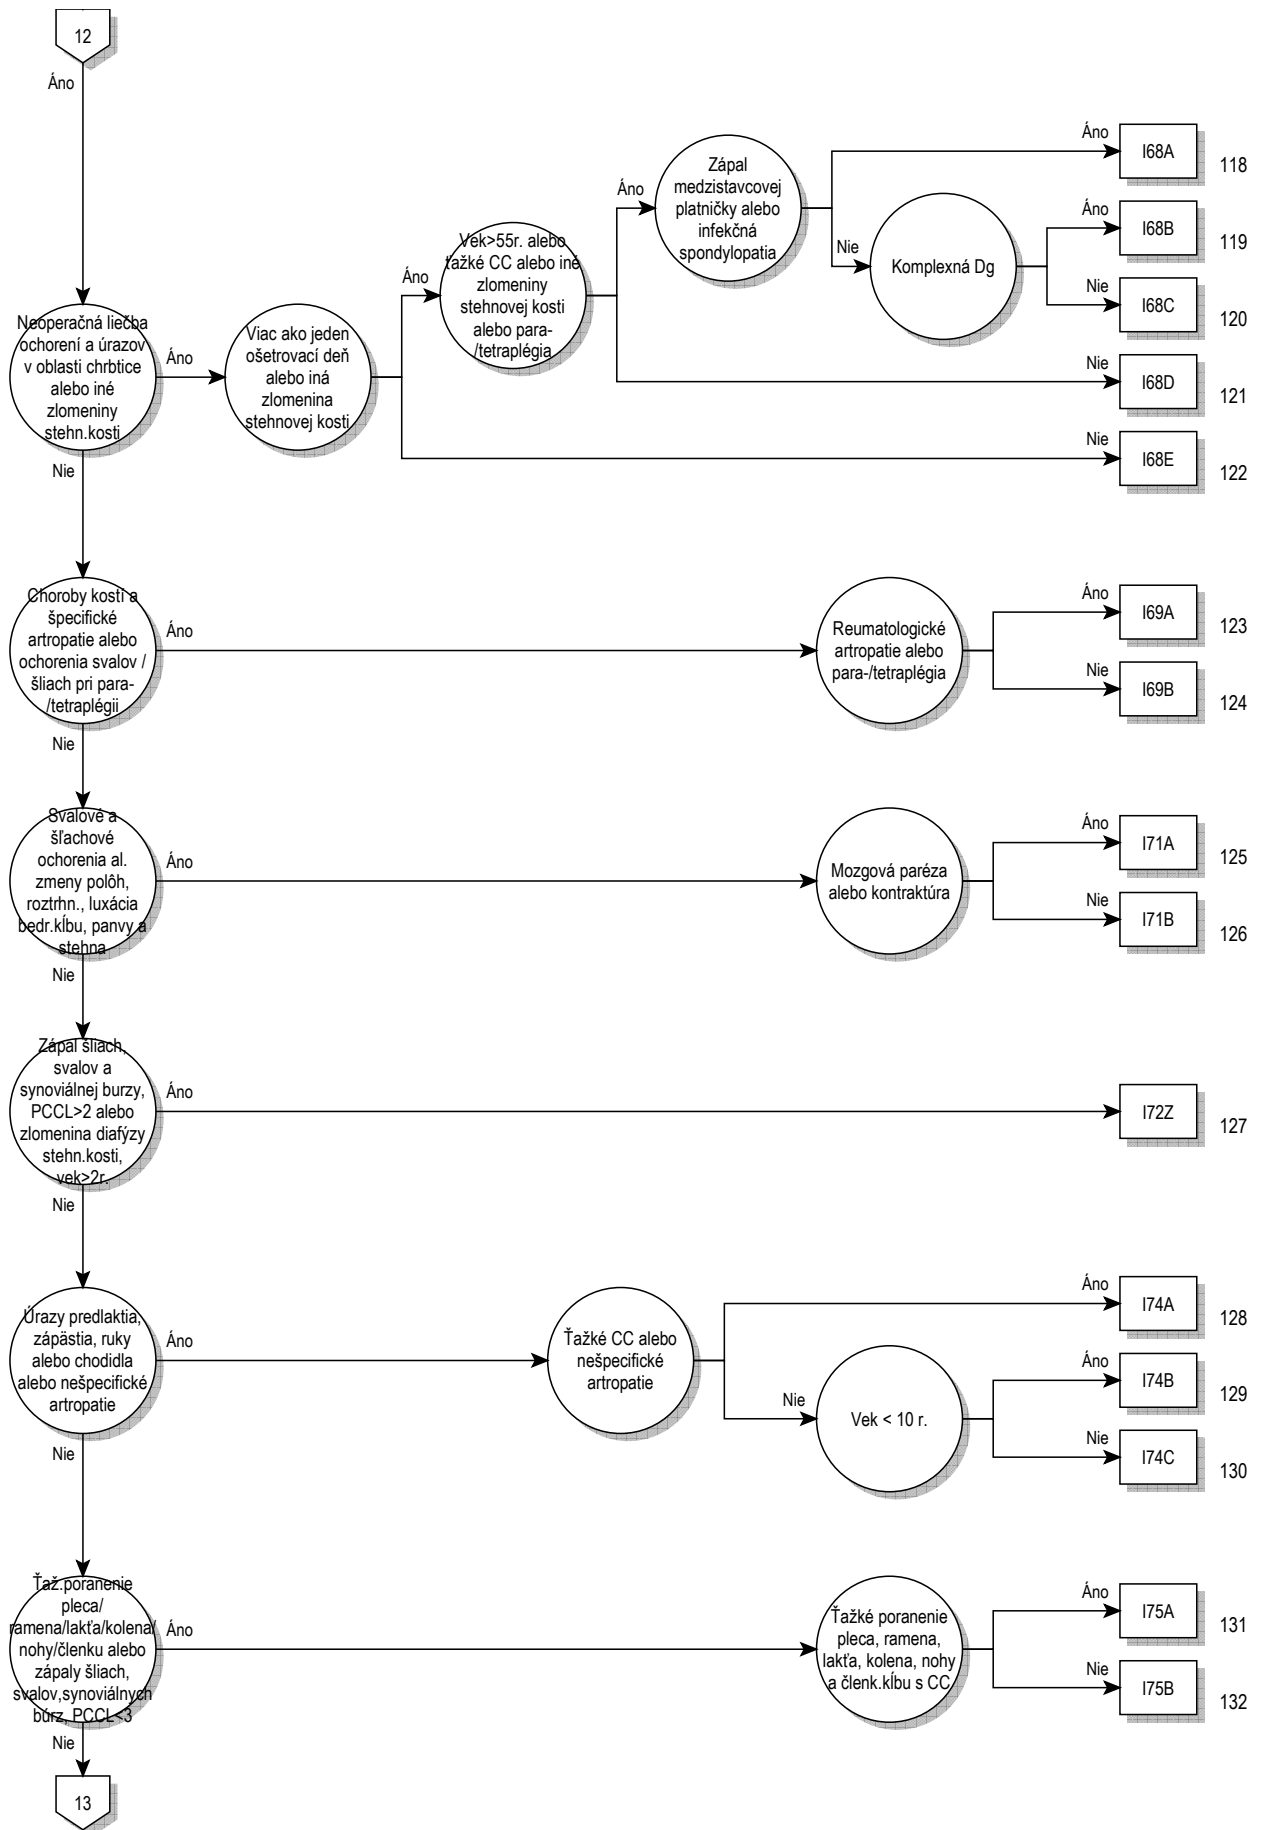 12
Áno
Neoperačná liečba
ochorení a úrazov
v oblasti chrbtice
alebo iné
zlomeniny
stehn.kosti
Áno
Viac ako jeden
ošetrovací deň
alebo iná
zlomenina
stehnovej kosti
Áno
Vek>55r. alebo
ťažké CC alebo iné
zlomeniny
stehnovej kosti
alebo para-
/tetraplégia
Áno
Zápal
medzistavcovej
platničky alebo
infekčná
spondylopatia
Áno
I68A
118
Nie
Komplexná Dg
Áno
I68B
119
Nie
I68C
120
Nie
I68D
121
Nie
I68E
122
Nie
Choroby kosti a
špecifické
artropatie alebo
ochorenia svalov /
šliach pri para-
/tetraplégii
Áno
Reumatologické
artropatie alebo
para-/tetraplégia
Áno
I69A
123
Nie
I69B
124
Nie
Svalové a
šľachové
ochorenia al.
zmeny polôh,
roztrhn., luxácia
bedr.kĺbu, panvy a
stehna
Áno
Mozgová paréza
alebo kontraktúra
Áno
I71A
125
Nie
I71B
126
Nie
Zápal šliach,
svalov a
synoviálnej burzy,
PCCL>2 alebo
zlomenina diafýzy
stehn.kosti,
vek>2r.
Áno
I72Z
127
Nie
Úrazy predlaktia,
zápästia, ruky
alebo chodidla
alebo nešpecifické
artropatie
Áno
Ťažké CC alebo
nešpecifické
artropatie
Áno
I74A
128
Nie
Vek < 10 r.
Áno
I74B
129
Nie
I74C
130
Nie
Ťaž.poranenie
pleca/
ramena/lakťa/kolena/
nohy/členku alebo
zápaly šliach,
svalov,synoviálnych
búrz, PCCL<3
Áno
Ťažké poranenie
pleca, ramena,
lakťa, kolena, nohy
a členk.kĺbu s CC
Áno
I75A
131
Nie
I75B
132
Nie
13